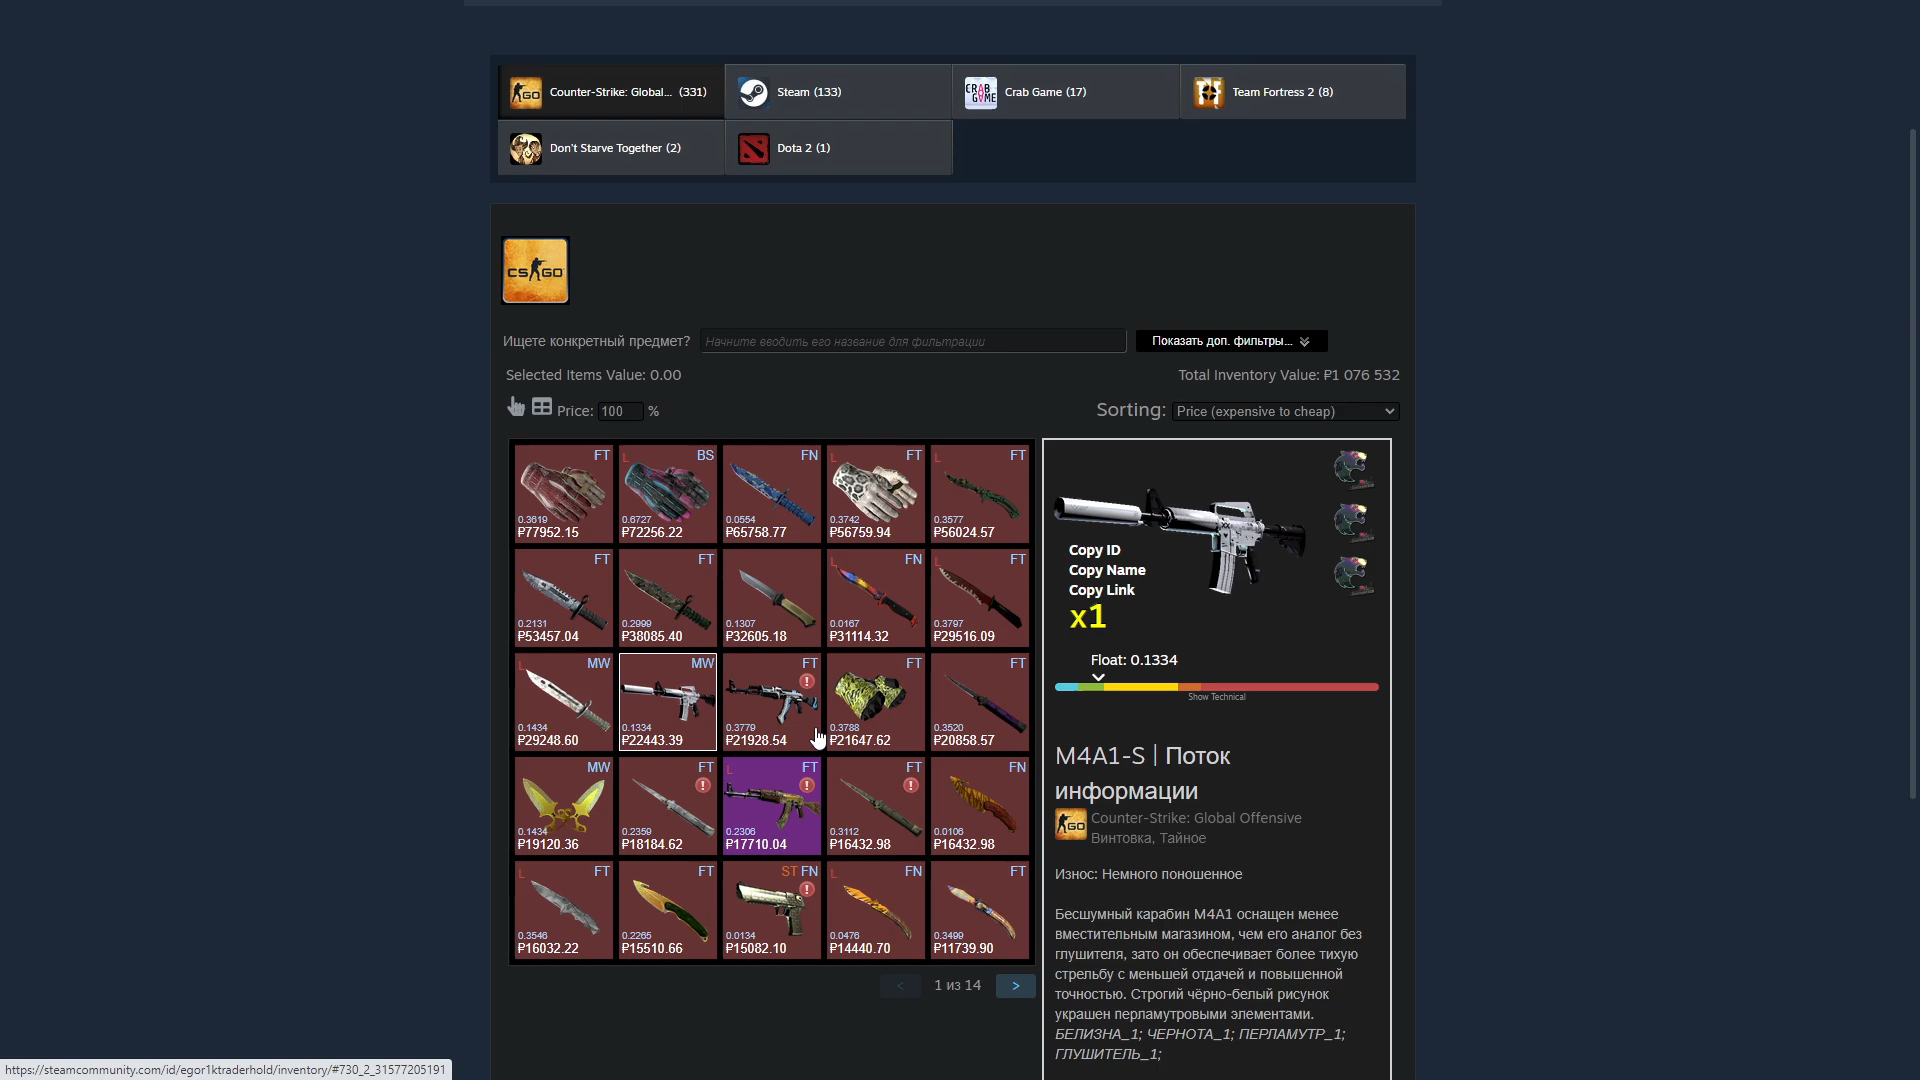 Counter-Strike: Global... (331)
Steam (133)
Crab Game (17)
Team Fortress 2 (8)
Don't Starve Together (2)
Dota 2 (1)
CS GO
Ищете конкретный предмет?
Начните вводить его название для фильтрации
Показать доп. фильтры...
Selected Items Value: 0.00
Total Inventory Value: ₽1 076 532
Price: 100 %
Sorting: Price (expensive to cheap)
FT 0.3619 ₽77952.15
L BS 0.6727 ₽72256.22
FN 0.0554 ₽65758.77
L FT 0.3742 ₽56759.94
L FT 0.3577 ₽56024.57
FT 0.2131 ₽53457.04
FT 0.2999 ₽38085.40
0.1307 ₽32605.18
L FN 0.0167 ₽31114.32
L FT 0.3797 ₽29516.09
L MW 0.1434 ₽29248.60
MW 0.1334 ₽22443.39
FT 0.3779 ₽21928.54
FT 0.3788 ₽21647.62
FT 0.3520 ₽20858.57
MW 0.1434 ₽19120.36
FT 0.2359 ₽18184.62
L FT 0.2306 ₽17710.04
FT 0.3112 ₽16432.98
FN 0.0106 ₽16432.98
L FT 0.3546 ₽16032.22
FT 0.2265 ₽15510.66
ST FN 0.0134 ₽15082.10
L FN 0.0476 ₽14440.70
FT 0.3499 ₽11739.90
< 1 из 14 >
Copy ID
Copy Name
Copy Link
x1
Float: 0.1334
Show Technical
M4A1-S | Поток
информации
Counter-Strike: Global Offensive
Винтовка, Тайное
Износ: Немного поношенное
Бесшумный карабин M4A1 оснащен менее
вместительным магазином, чем его аналог без
глушителя, зато он обеспечивает более тихую
стрельбу с меньшей отдачей и повышенной
точностью. Строгий чёрно-белый рисунок
украшен перламутровыми элементами.
БЕЛИЗНА_1; ЧЕРНОТА_1; ПЕРЛАМУТР_1;
ГЛУШИТЕЛЬ_1;
https://steamcommunity.com/id/egor1ktraderhold/inventory/#730_2_31577205191